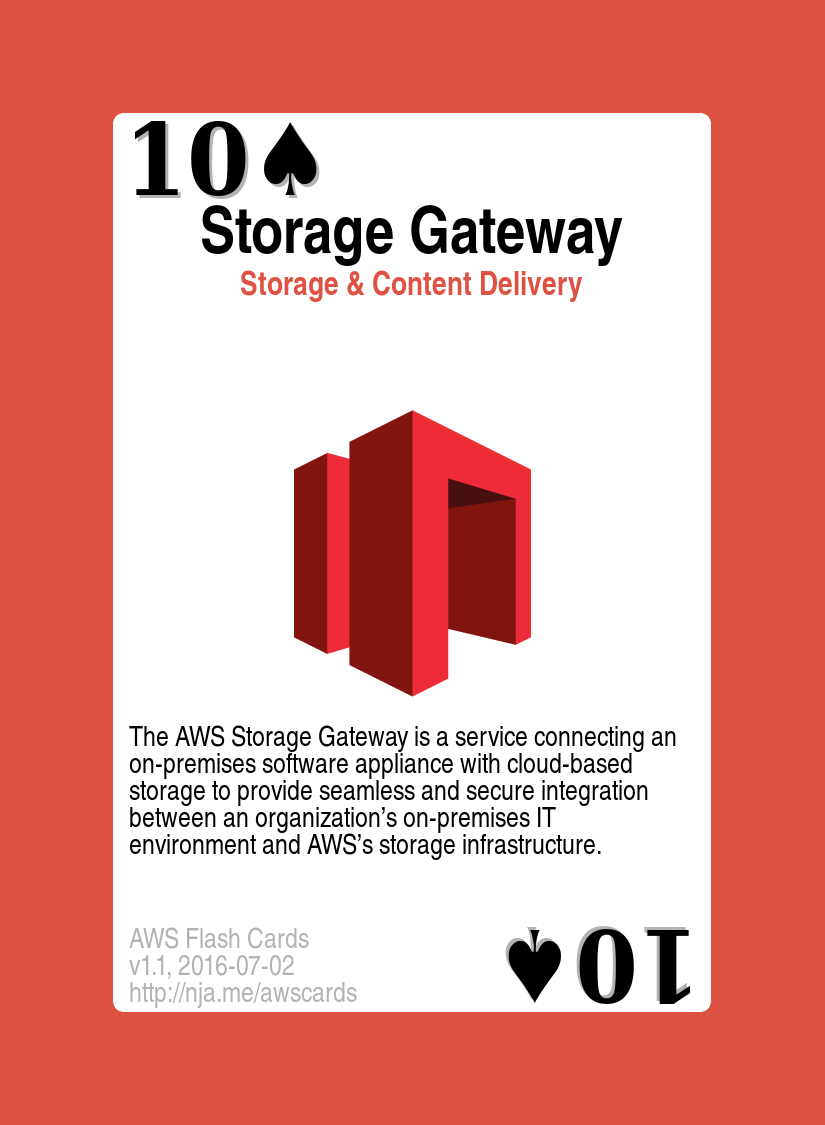 10♠
Storage Gateway
Storage & Content Delivery
The AWS Storage Gateway is a service connecting an
on-premises software appliance with cloud-based
storage to provide seamless and secure integration
between an organization’s on-premises IT
environment and AWS’s storage infrastructure.
AWS Flash Cards
v1.1, 2016-07-02
http://nja.me/awscards
10♠